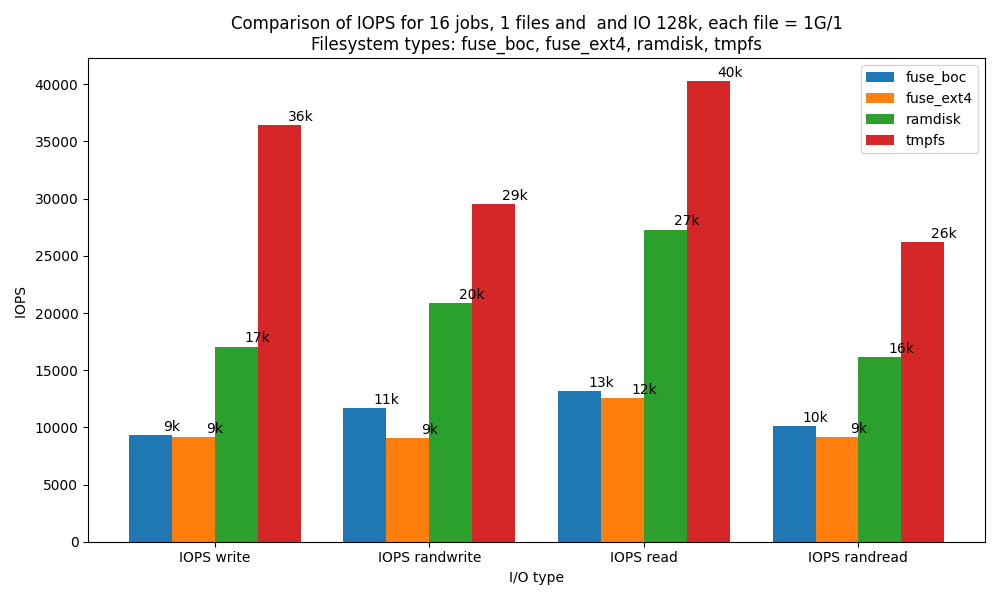 Comparison of IOPS for 16 jobs, 1 files and  and IO 128k, each file = 1G/1
Filesystem types: fuse_boc, fuse_ext4, ramdisk, tmpfs
fuse_boc
fuse_ext4
ramdisk
tmpfs
IOPS
40000
35000
30000
25000
20000
15000
10000
5000
0
9k
9k
17k
36k
11k
9k
20k
29k
13k
12k
27k
40k
10k
9k
16k
26k
IOPS write
IOPS randwrite
IOPS read
IOPS randread
I/O type